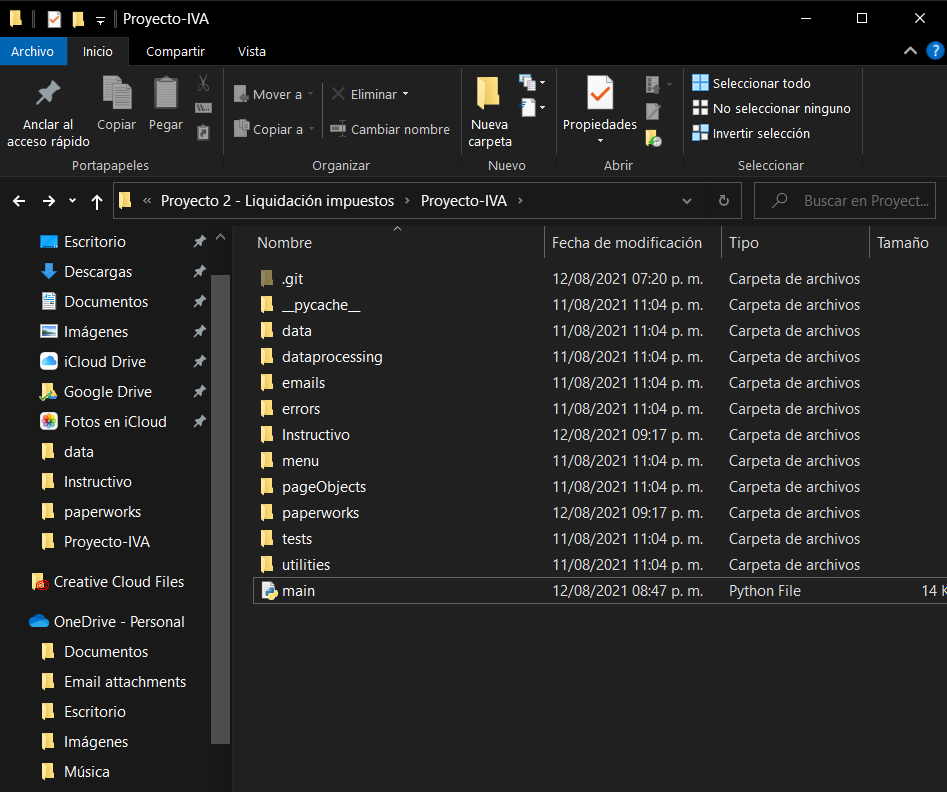 Proyecto-IVA
Archivo Inicio Compartir Vista
Anclar al acceso rápido
Copiar
Pegar
Portapapeles
Mover a
Copiar a
Eliminar
Cambiar nombre
Organizar
Nueva carpeta
Nuevo
Propiedades
Abrir
Seleccionar todo
No seleccionar ninguno
Invertir selección
Seleccionar
« Proyecto 2 - Liquidación impuestos › Proyecto-IVA ›
Buscar en Proyect...
Escritorio
Descargas
Documentos
Imágenes
iCloud Drive
Google Drive
Fotos en iCloud
data
Instructivo
paperworks
Proyecto-IVA
Creative Cloud Files
OneDrive - Personal
Documentos
Email attachments
Escritorio
Imágenes
Música
Nombre Fecha de modificación Tipo Tamaño
.git 12/08/2021 07:20 p. m. Carpeta de archivos
__pycache__ 11/08/2021 11:04 p. m. Carpeta de archivos
data 11/08/2021 11:04 p. m. Carpeta de archivos
dataprocessing 11/08/2021 11:04 p. m. Carpeta de archivos
emails 11/08/2021 11:04 p. m. Carpeta de archivos
errors 11/08/2021 11:04 p. m. Carpeta de archivos
Instructivo 12/08/2021 09:17 p. m. Carpeta de archivos
menu 11/08/2021 11:04 p. m. Carpeta de archivos
pageObjects 11/08/2021 11:04 p. m. Carpeta de archivos
paperworks 12/08/2021 09:17 p. m. Carpeta de archivos
tests 11/08/2021 11:04 p. m. Carpeta de archivos
utilities 11/08/2021 11:04 p. m. Carpeta de archivos
main 12/08/2021 08:47 p. m. Python File 14 K